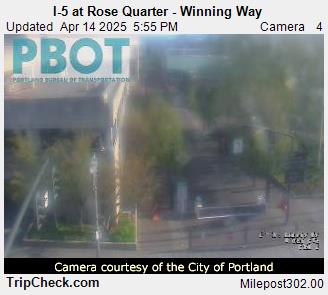 I-5 at Rose Quarter - Winning Way
Updated Apr 14 2025 5:55 PM Camera 4
PBOT
PORTLAND BUREAU OF TRANSPORTATION
Camera courtesy of the City of Portland
TripCheck.com Milepost302.00